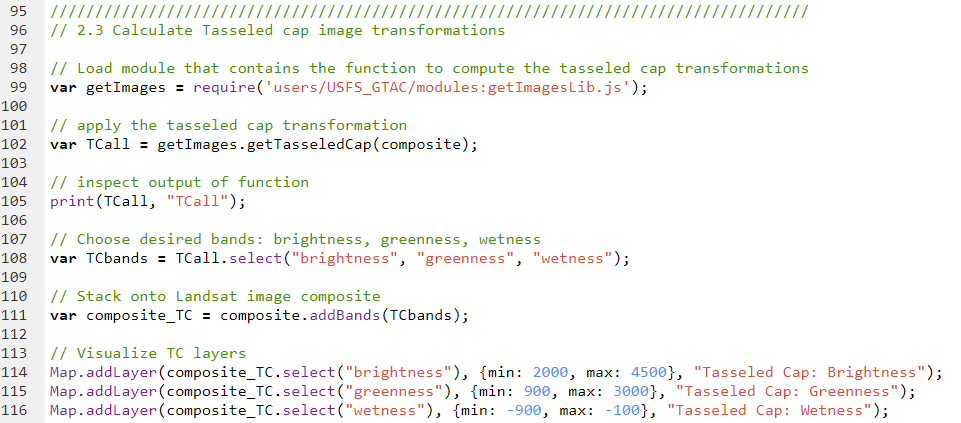 95 ////////////////////////////////////////////////////////////////////////////////////
96 // 2.3 Calculate Tasseled cap image transformations
97
98 // Load module that contains the function to compute the tasseled cap transformations
99 var getImages = require('users/USFS_GTAC/modules:getImagesLib.js');
100
101 // apply the tasseled cap transformation
102 var TCall = getImages.getTasseledCap(composite);
103
104 // inspect output of function
105 print(TCall, "TCall");
106
107 // Choose desired bands: brightness, greenness, wetness
108 var TCbands = TCall.select("brightness", "greenness", "wetness");
109
110 // Stack onto Landsat image composite
111 var composite_TC = composite.addBands(TCbands);
112
113 // Visualize TC layers
114 Map.addLayer(composite_TC.select("brightness"), {min: 2000, max: 4500}, "Tasseled Cap: Brightness");
115 Map.addLayer(composite_TC.select("greenness"), {min: 900, max: 3000}, "Tasseled Cap: Greenness");
116 Map.addLayer(composite_TC.select("wetness"), {min: -900, max: -100}, "Tasseled Cap: Wetness");